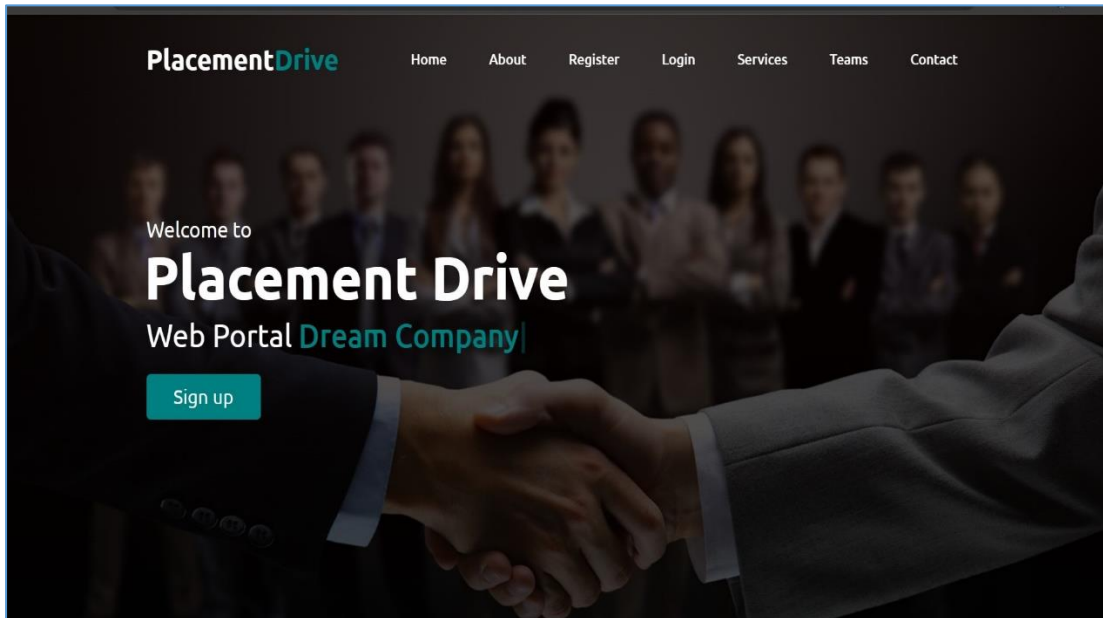 PlacementDrive Home About Register Login Services Teams Contact
Welcome to
Placement Drive
Web Portal Dream Company|
Sign up